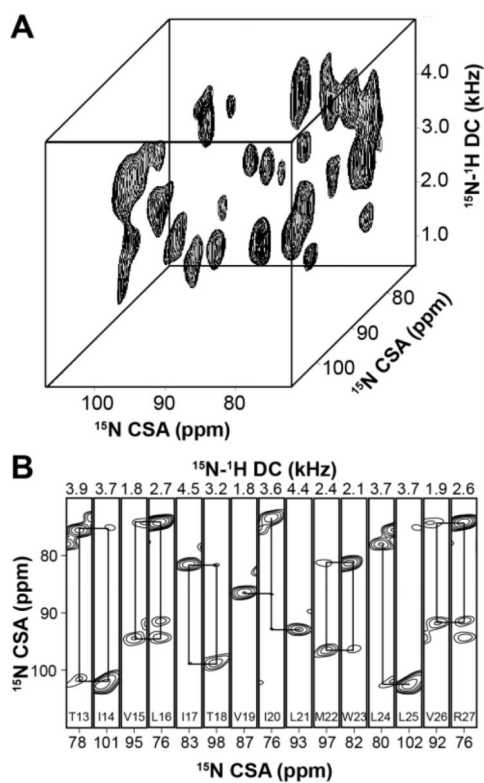 A
4.0
3.0
2.0
1.0
¹⁵N-¹H DC (kHz)
80
90
100
¹⁵N CSA (ppm)
100 90 80
¹⁵N CSA (ppm)
B
¹⁵N-¹H DC (kHz)
3.9 3.7 1.8 2.7 4.5 3.2 1.8 3.6 4.4 2.4 2.1 3.7 3.7 1.9 2.6
80
90
100
¹⁵N CSA (ppm)
T13 I14 V15 L16 I17 T18 V19 I20 L21 M22 W23 L24 L25 V26 R27
78 101 95 76 83 98 87 76 93 97 82 80 102 92 76
¹⁵N CSA (ppm)